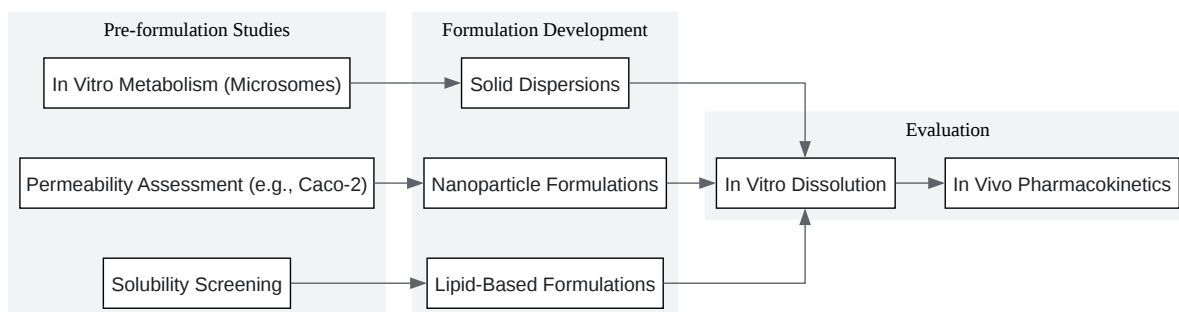 Pre-formulation Studies
In Vitro Metabolism (Microsomes)
Permeability Assessment (e.g., Caco-2)
Solubility Screening
Formulation Development
Solid Dispersions
Nanoparticle Formulations
Lipid-Based Formulations
Evaluation
In Vitro Dissolution
In Vivo Pharmacokinetics